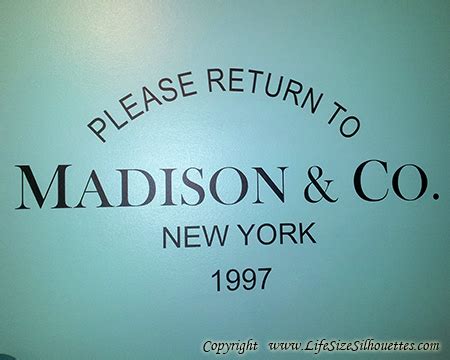 PLEASE RETURN TO
MADISON & CO.
NEW YORK
1997
Copyright www.LifeSizeSilhouettes.com